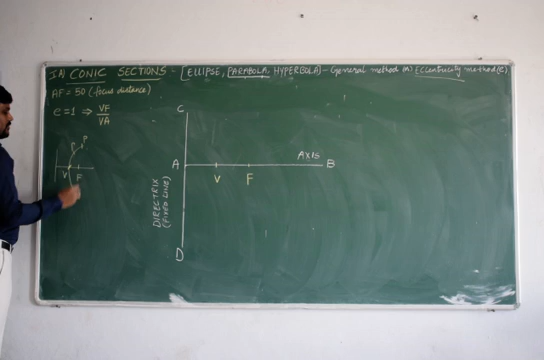 CONIC SECTIONS - [ELLIPSE, PARABOLA, HYPERBOLA] - General method (or) Eccentricity method (e)
AF = 50 (focus distance)
e = 1 ⇒ VF/VA
P P
V F
C
A V F AXIS B
DIRECTRIX
(FIXED LINE)
D